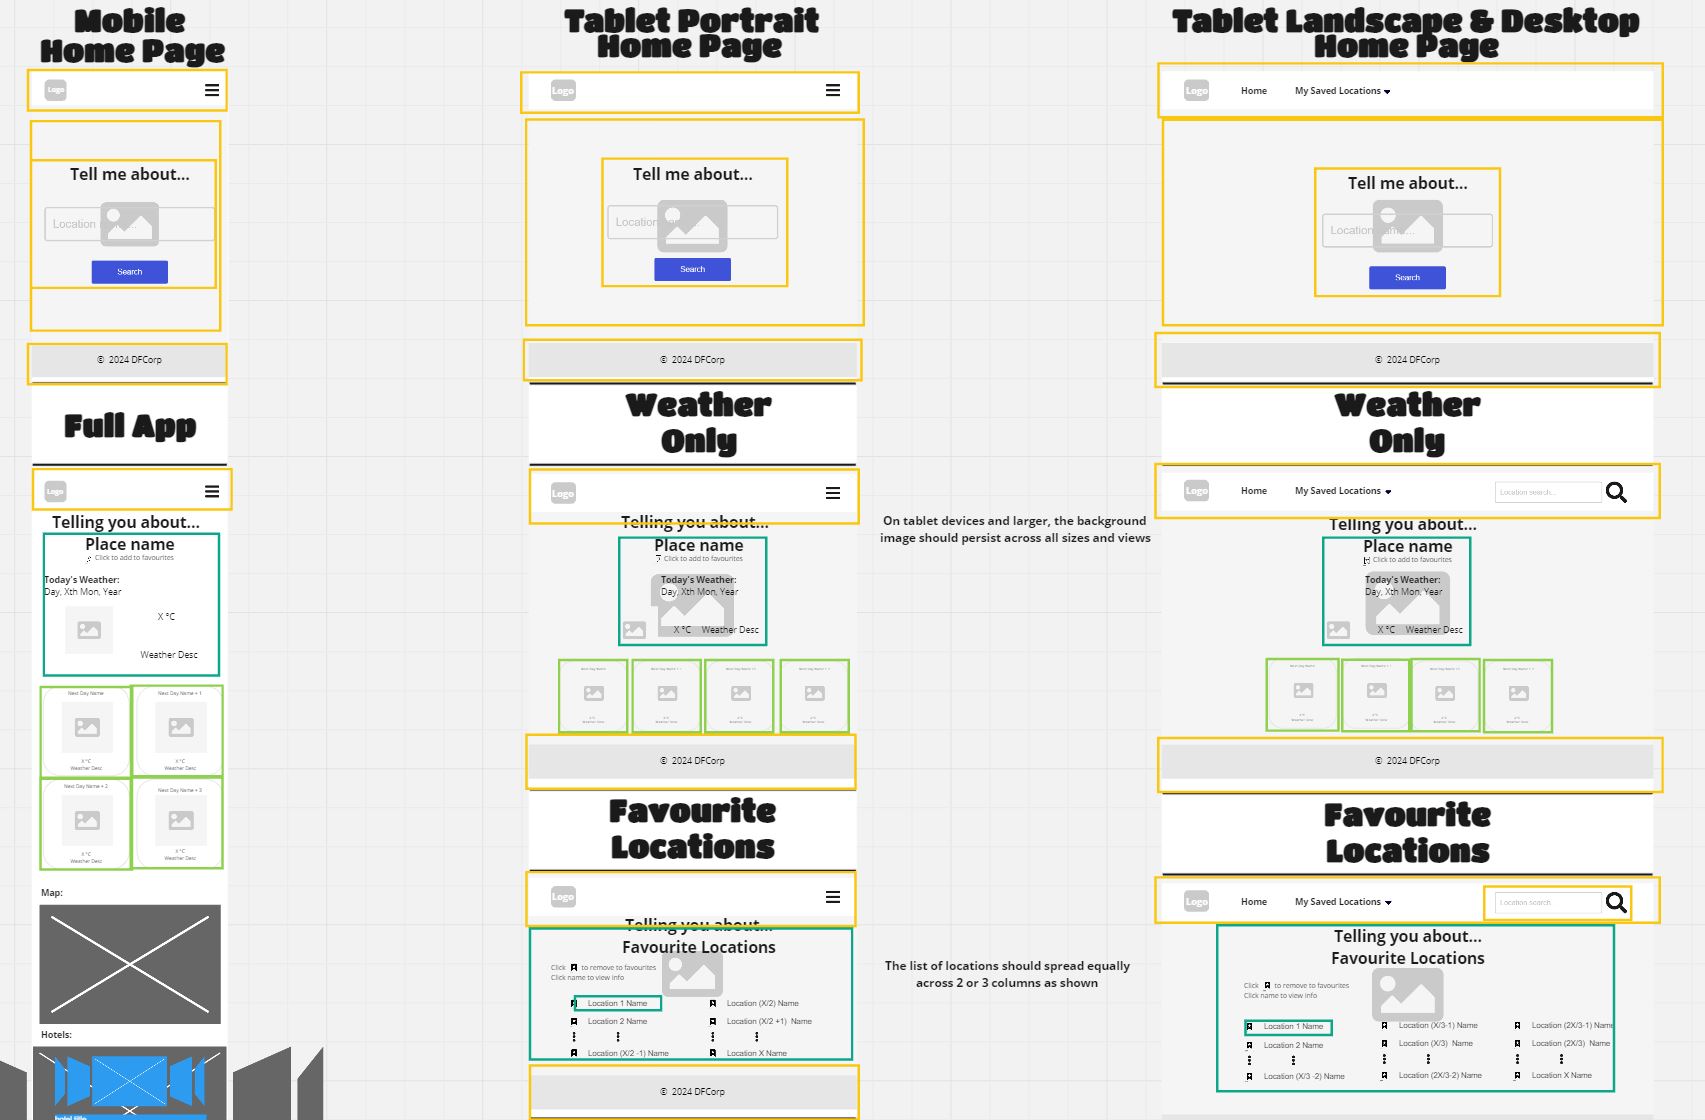 Mobile
Home Page
Logo
Tell me about...
Location
Search
© 2024 DFCorp
Full App
Logo
Telling you about...
Place name
Click to add to favourites
Today's Weather:
Day, Xth Mon, Year
X °C
Weather Desc
Next Day Name
Next Day Name + 1
X °C
Weather Desc
X °C
Weather Desc
Next Day Name + 2
Next Day Name + 3
X °C
Weather Desc
X °C
Weather Desc
Map:
Hotels:
hotel title
Tablet Portrait
Home Page
Logo
Tell me about...
Location
Search
© 2024 DFCorp
Weather
Only
Logo
Telling you about...
Place name
Click to add to favourites
Today's Weather:
Day, Xth Mon, Year
X °C Weather Desc
© 2024 DFCorp
Favourite
Locations
Logo
Telling you about...
Favourite Locations
Click to remove to favourites
Click name to view info
Location 1 Name
Location (X/2) Name
Location 2 Name
Location (X/2 +1) Name
Location (X/2 -1) Name
Location X Name
© 2024 DFCorp
On tablet devices and larger, the background
image should persist across all sizes and views
The list of locations should spread equally
across 2 or 3 columns as shown
Tablet Landscape & Desktop
Home Page
Logo Home My Saved Locations
Tell me about...
Location name...
Search
© 2024 DFCorp
Weather
Only
Logo Home My Saved Locations Location search...
Telling you about...
Place name
Click to add to favourites
Today's Weather:
Day, Xth Mon, Year
X °C Weather Desc
© 2024 DFCorp
Favourite
Locations
Logo Home My Saved Locations Location search
Telling you about...
Favourite Locations
Click to remove to favourites
Click name to view info
Location 1 Name
Location (X/3-1) Name
Location (2X/3-1) Name
Location 2 Name
Location (X/3) Name
Location (2X/3) Name
Location (X/3 -2) Name
Location (2X/3-2) Name
Location X Name